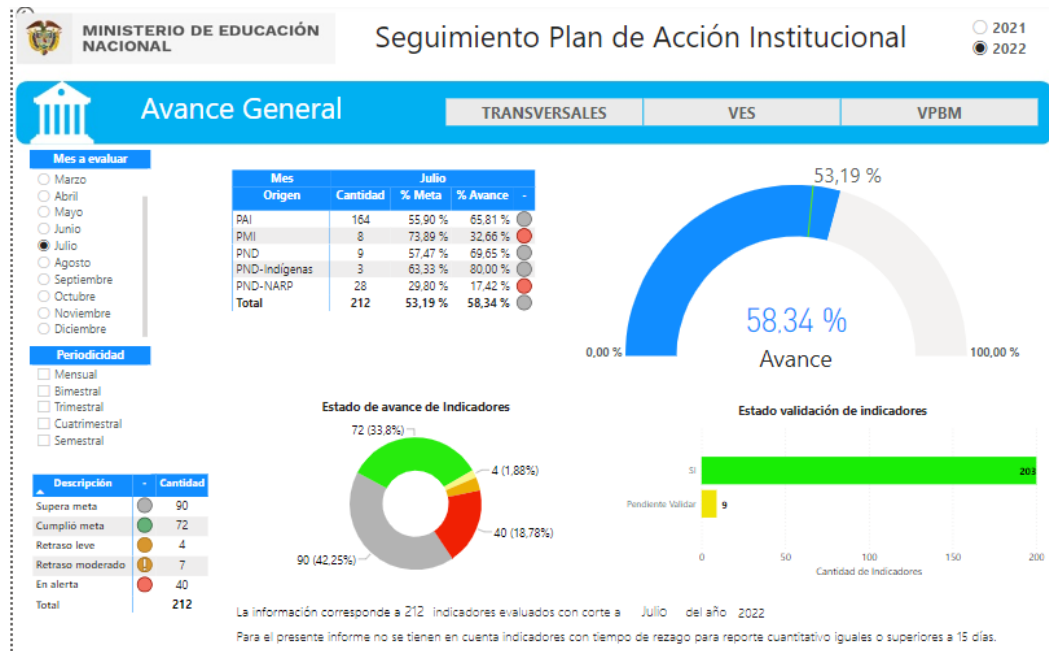 MINISTERIO DE EDUCACIÓN
NACIONAL
Seguimiento Plan de Acción Institucional
2021
2022
Avance General
TRANSVERSALES
VES
VPBM
Mes a evaluar
Marzo
Abril
Mayo
Junio
Julio
Agosto
Septiembre
Octubre
Noviembre
Diciembre
Periodicidad
Mensual
Bimestral
Trimestral
Cuatrimestral
Semestral
Mes Julio
Origen Cantidad % Meta % Avance -
PAI 164 55,90 % 65,81 %
PMI 8 73,89 % 32,66 %
PND 9 57,47 % 69,65 %
PND-Indígenas 3 63,33 % 80,00 %
PND-NARP 28 29,80 % 17,42 %
Total 212 53,19 % 58,34 %
53,19 %
58,34 %
Avance
0,00 %
100,00 %
Descripción - Cantidad
Supera meta 90
Cumplió meta 72
Retraso leve 4
Retraso moderado ! 7
En alerta 40
Total 212
Estado de avance de Indicadores
72 (33,8%)
4 (1,88%)
40 (18,78%)
90 (42,25%)
Estado validación de indicadores
SI 203
Pendiente Validar 9
0 50 100 150 200
Cantidad de Indicadores
La información corresponde a 212 indicadores evaluados con corte a Julio del año 2022
Para el presente informe no se tienen en cuenta indicadores con tiempo de rezago para reporte cuantitativo iguales o superiores a 15 días.